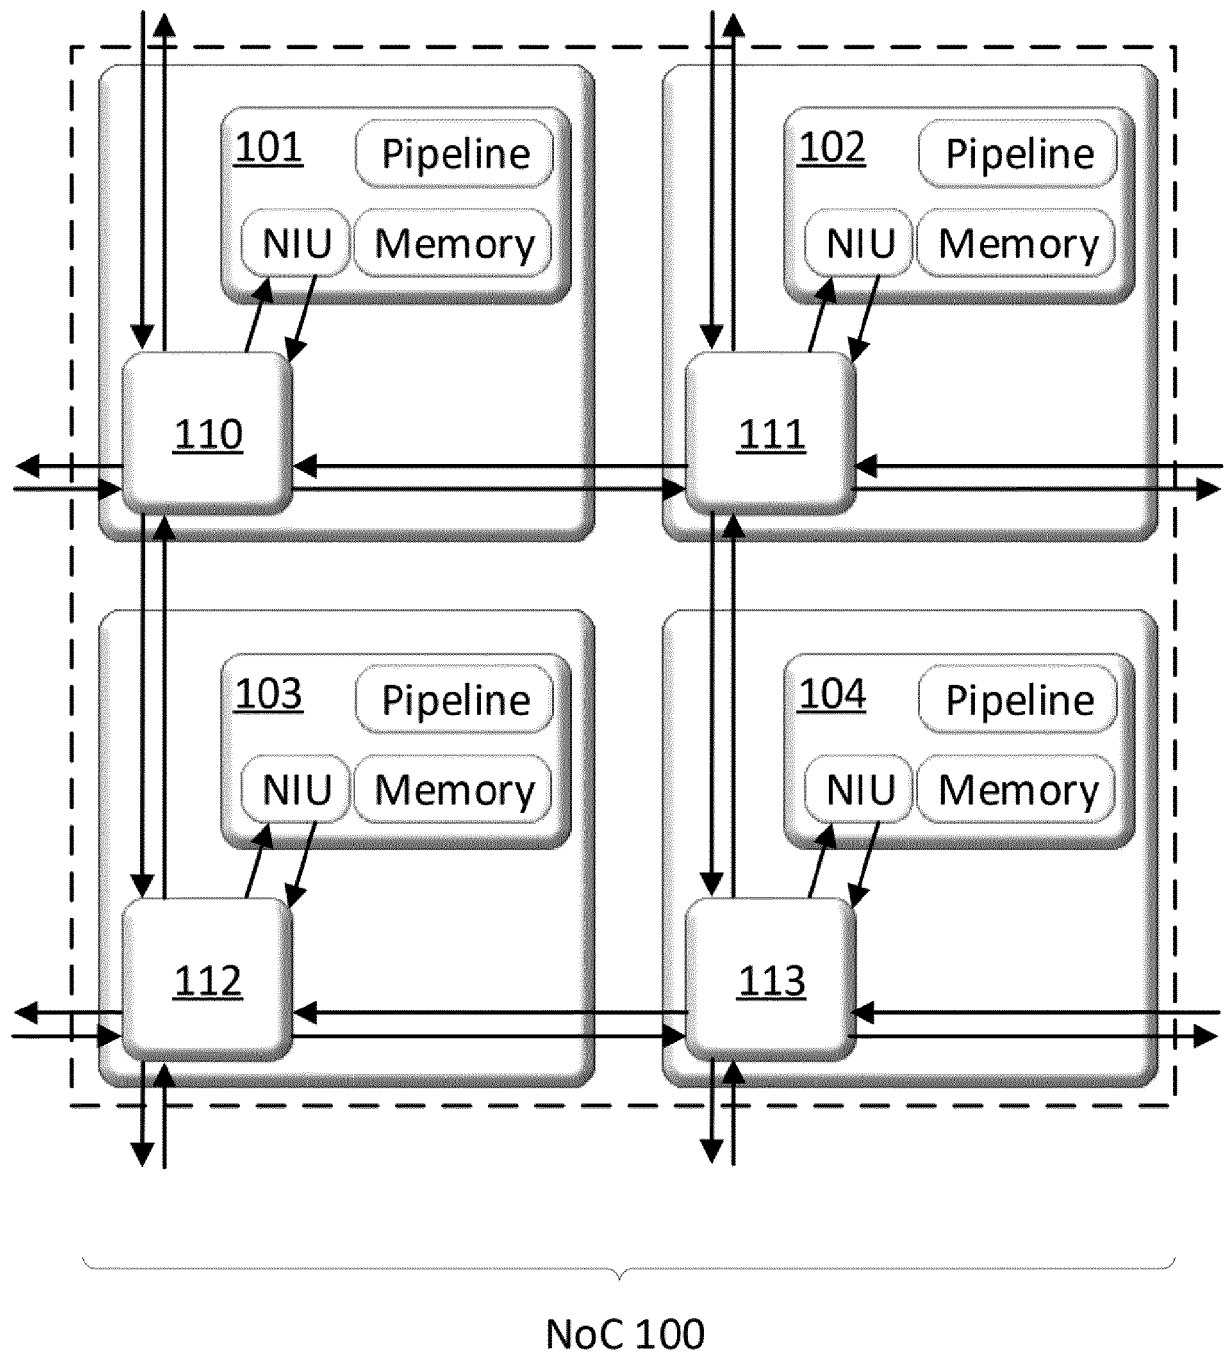 101 Pipeline
NIU Memory
102 Pipeline
NIU Memory
110
111
103 Pipeline
NIU Memory
104 Pipeline
NIU Memory
112
113
NoC 100